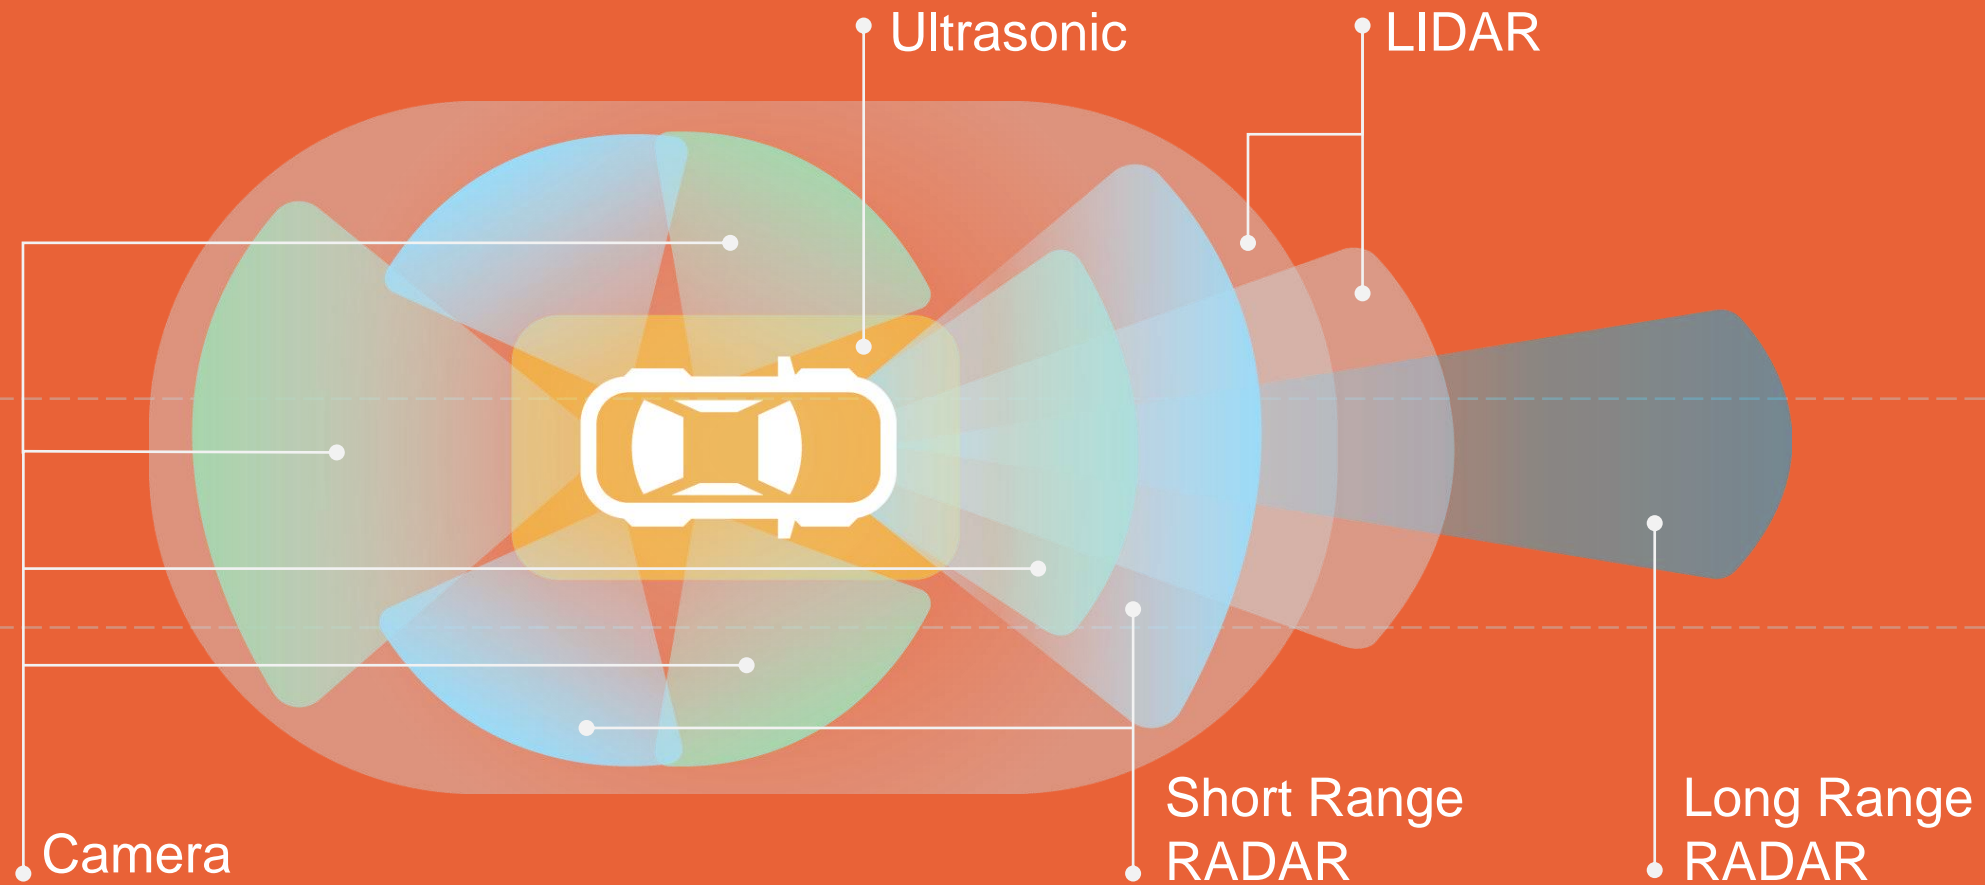 Ultrasonic
LIDAR
Camera
Short Range
RADAR
Long Range
RADAR